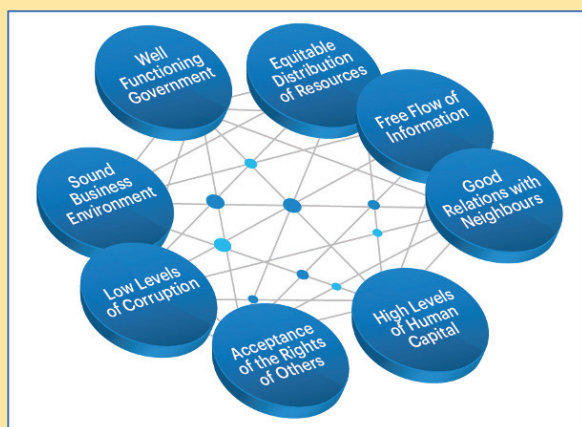 Well
Functioning
Government
Equitable
Distribution
of Resources
Free Flow of
Information
Good
Relations with
Neighbours
High Levels
of Human
Capital
Acceptance
of the Rights
of Others
Low Levels
of Corruption
Sound
Business
Environment